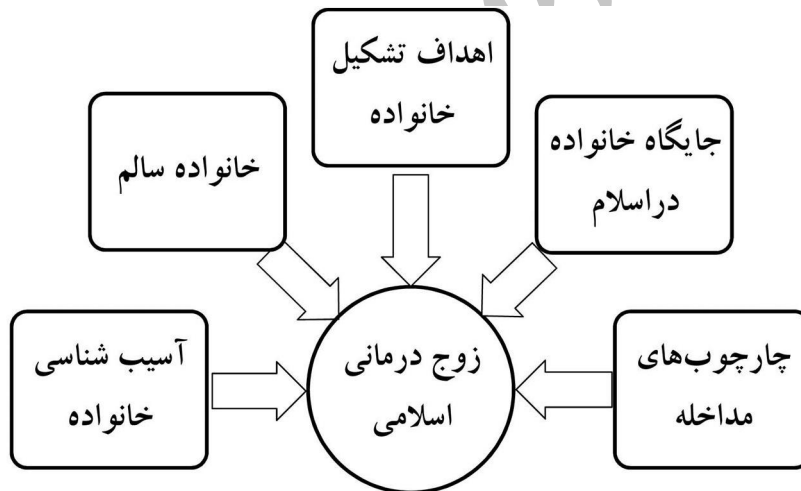 اهداف تشکیل
خانواده
جایگاه خانواده
دراسلام
خانواده سالم
چارچوب‌های
مداخله
زوج درمانی
اسلامی
آسیب شناسی
خانواده